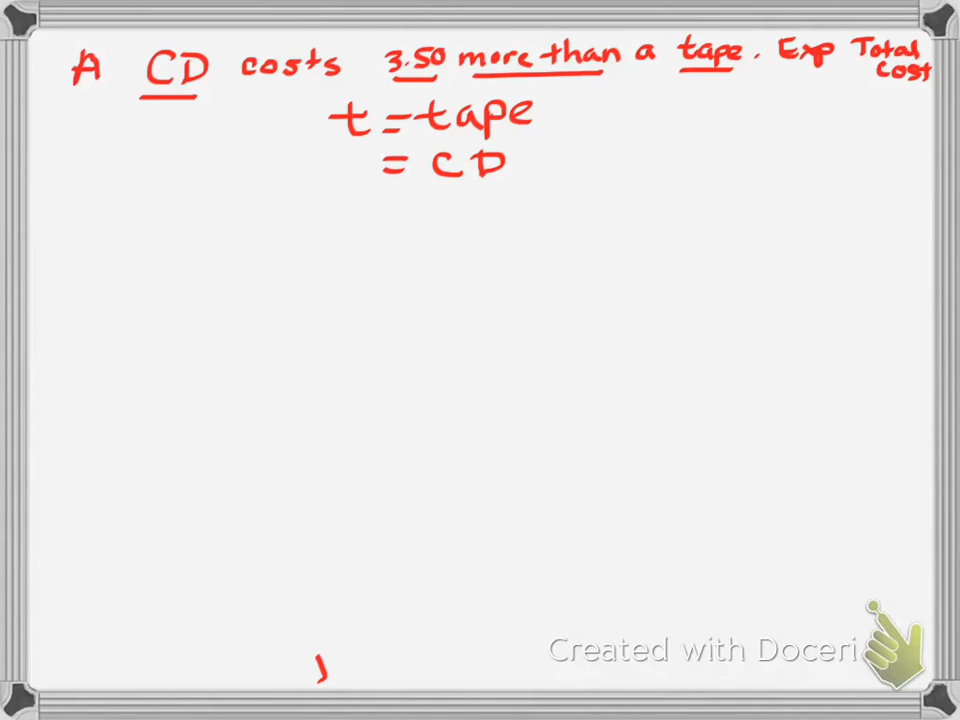 A CD costs 3.50 more than a tape. Exp Total cost
t = tape
= CD
Created with Doceri